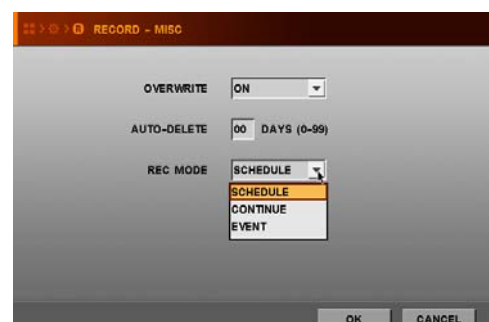 RECORD - MISC
OVERWRITE ON
AUTO-DELETE 00 DAYS (0-99)
REC MODE SCHEDULE
SCHEDULE
CONTINUE
EVENT
OK CANCEL